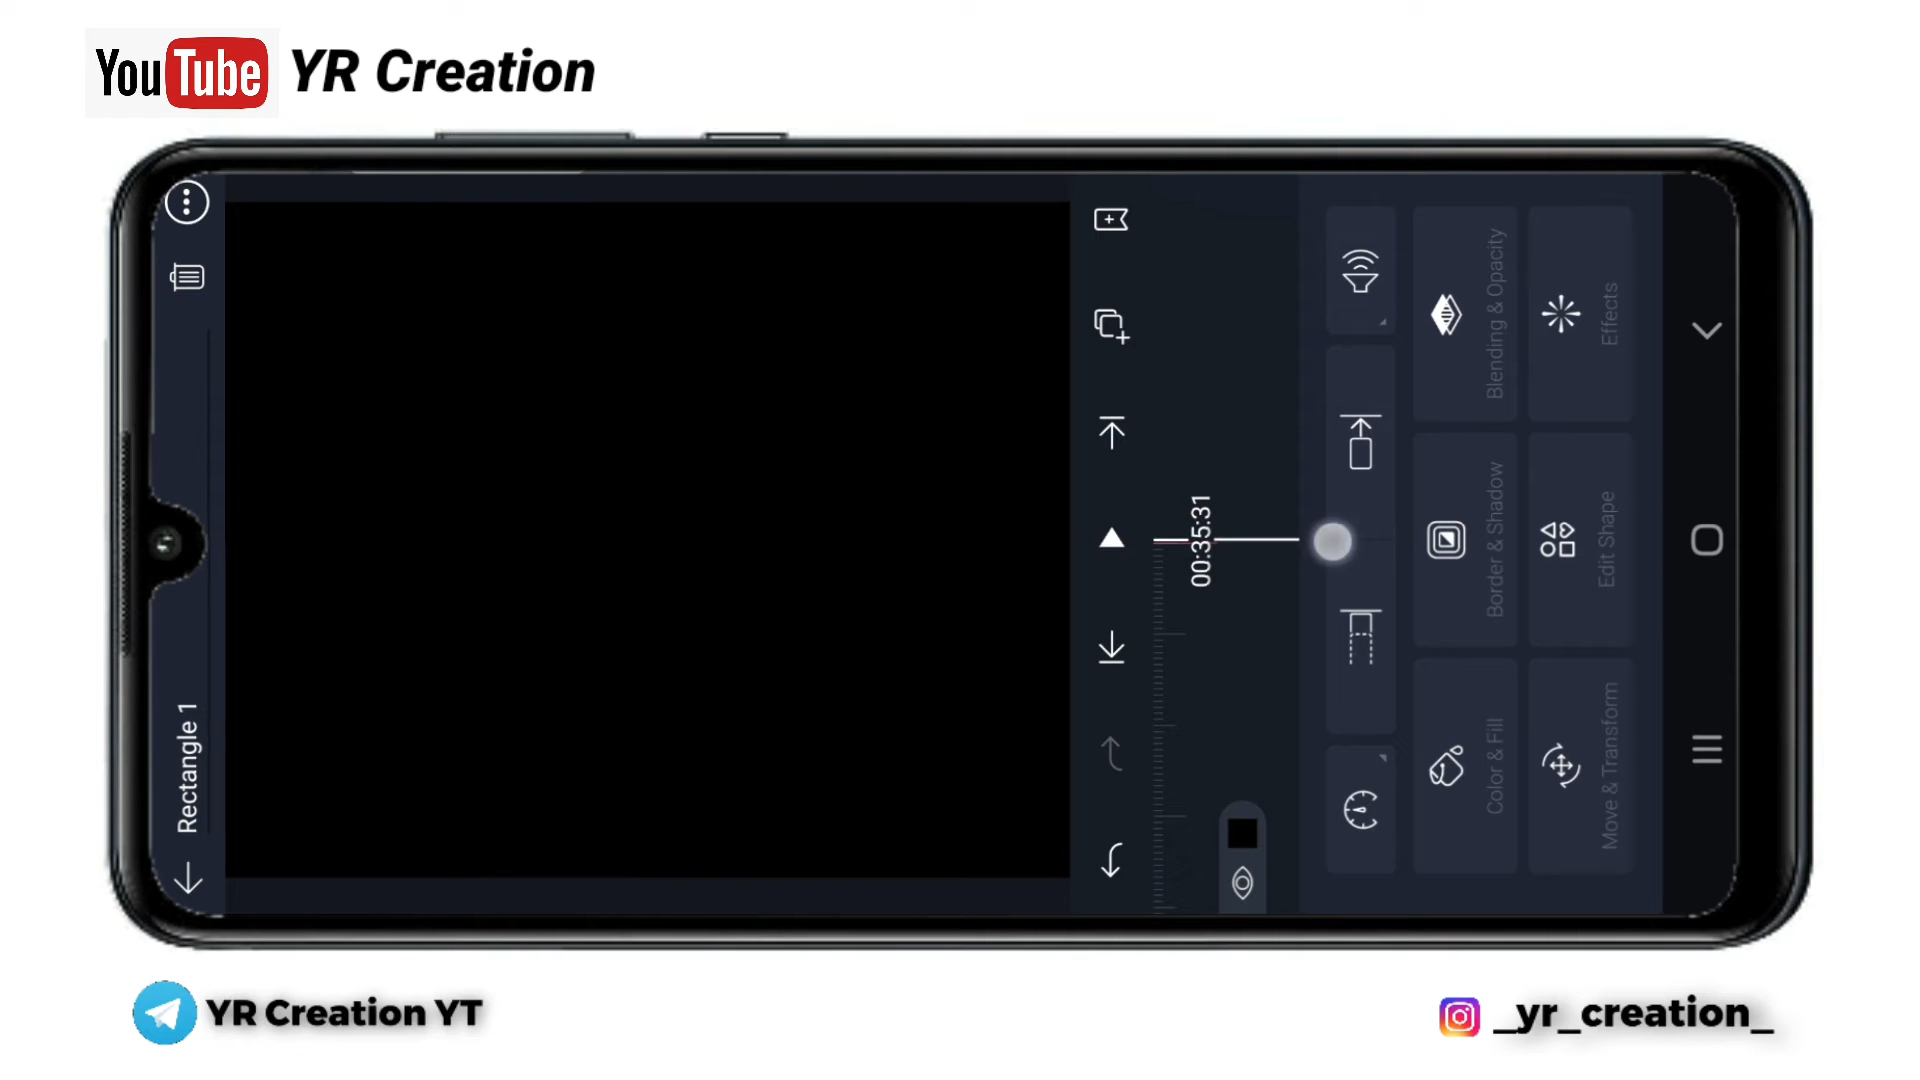 YouTube YR Creation
Rectangle 1
00:35:31
Blending & Opacity
Effects
Border & Shadow
Edit Shape
Color & Fill
Move & Transform
YR Creation YT
_yr_creation_